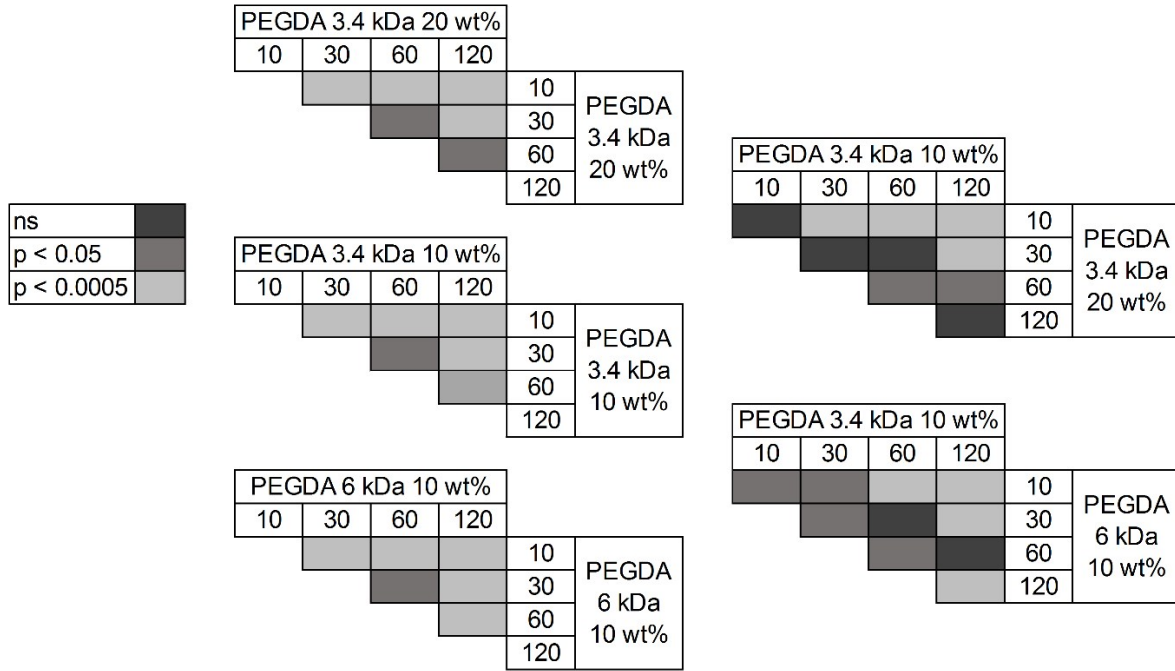 PEGDA 3.4 kDa 20 wt%
10 30 60 120
10
30
60
120
PEGDA
3.4 kDa
20 wt%
ns
p < 0.05
p < 0.0005
PEGDA 3.4 kDa 10 wt%
10 30 60 120
10
30
60
120
PEGDA
3.4 kDa
10 wt%
PEGDA 6 kDa 10 wt%
10 30 60 120
10
30
60
120
PEGDA
6 kDa
10 wt%
PEGDA 3.4 kDa 10 wt%
10 30 60 120
10
30
60
120
PEGDA
3.4 kDa
20 wt%
PEGDA 3.4 kDa 10 wt%
10 30 60 120
10
30
60
120
PEGDA
6 kDa
10 wt%